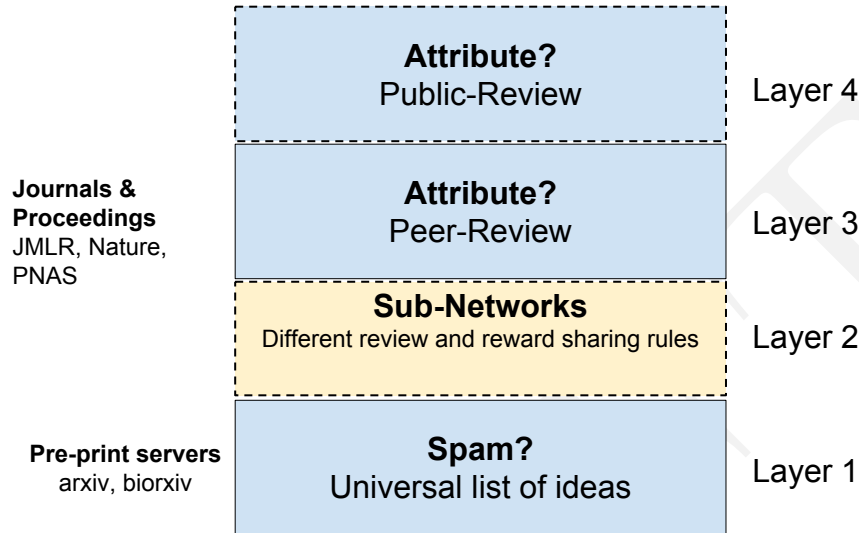 Attribute?
Public-Review
Layer 4
Journals &
Proceedings
JMLR, Nature,
PNAS
Attribute?
Peer-Review
Layer 3
Sub-Networks
Different review and reward sharing rules
Layer 2
Pre-print servers
arxiv, biorxiv
Spam?
Universal list of ideas
Layer 1